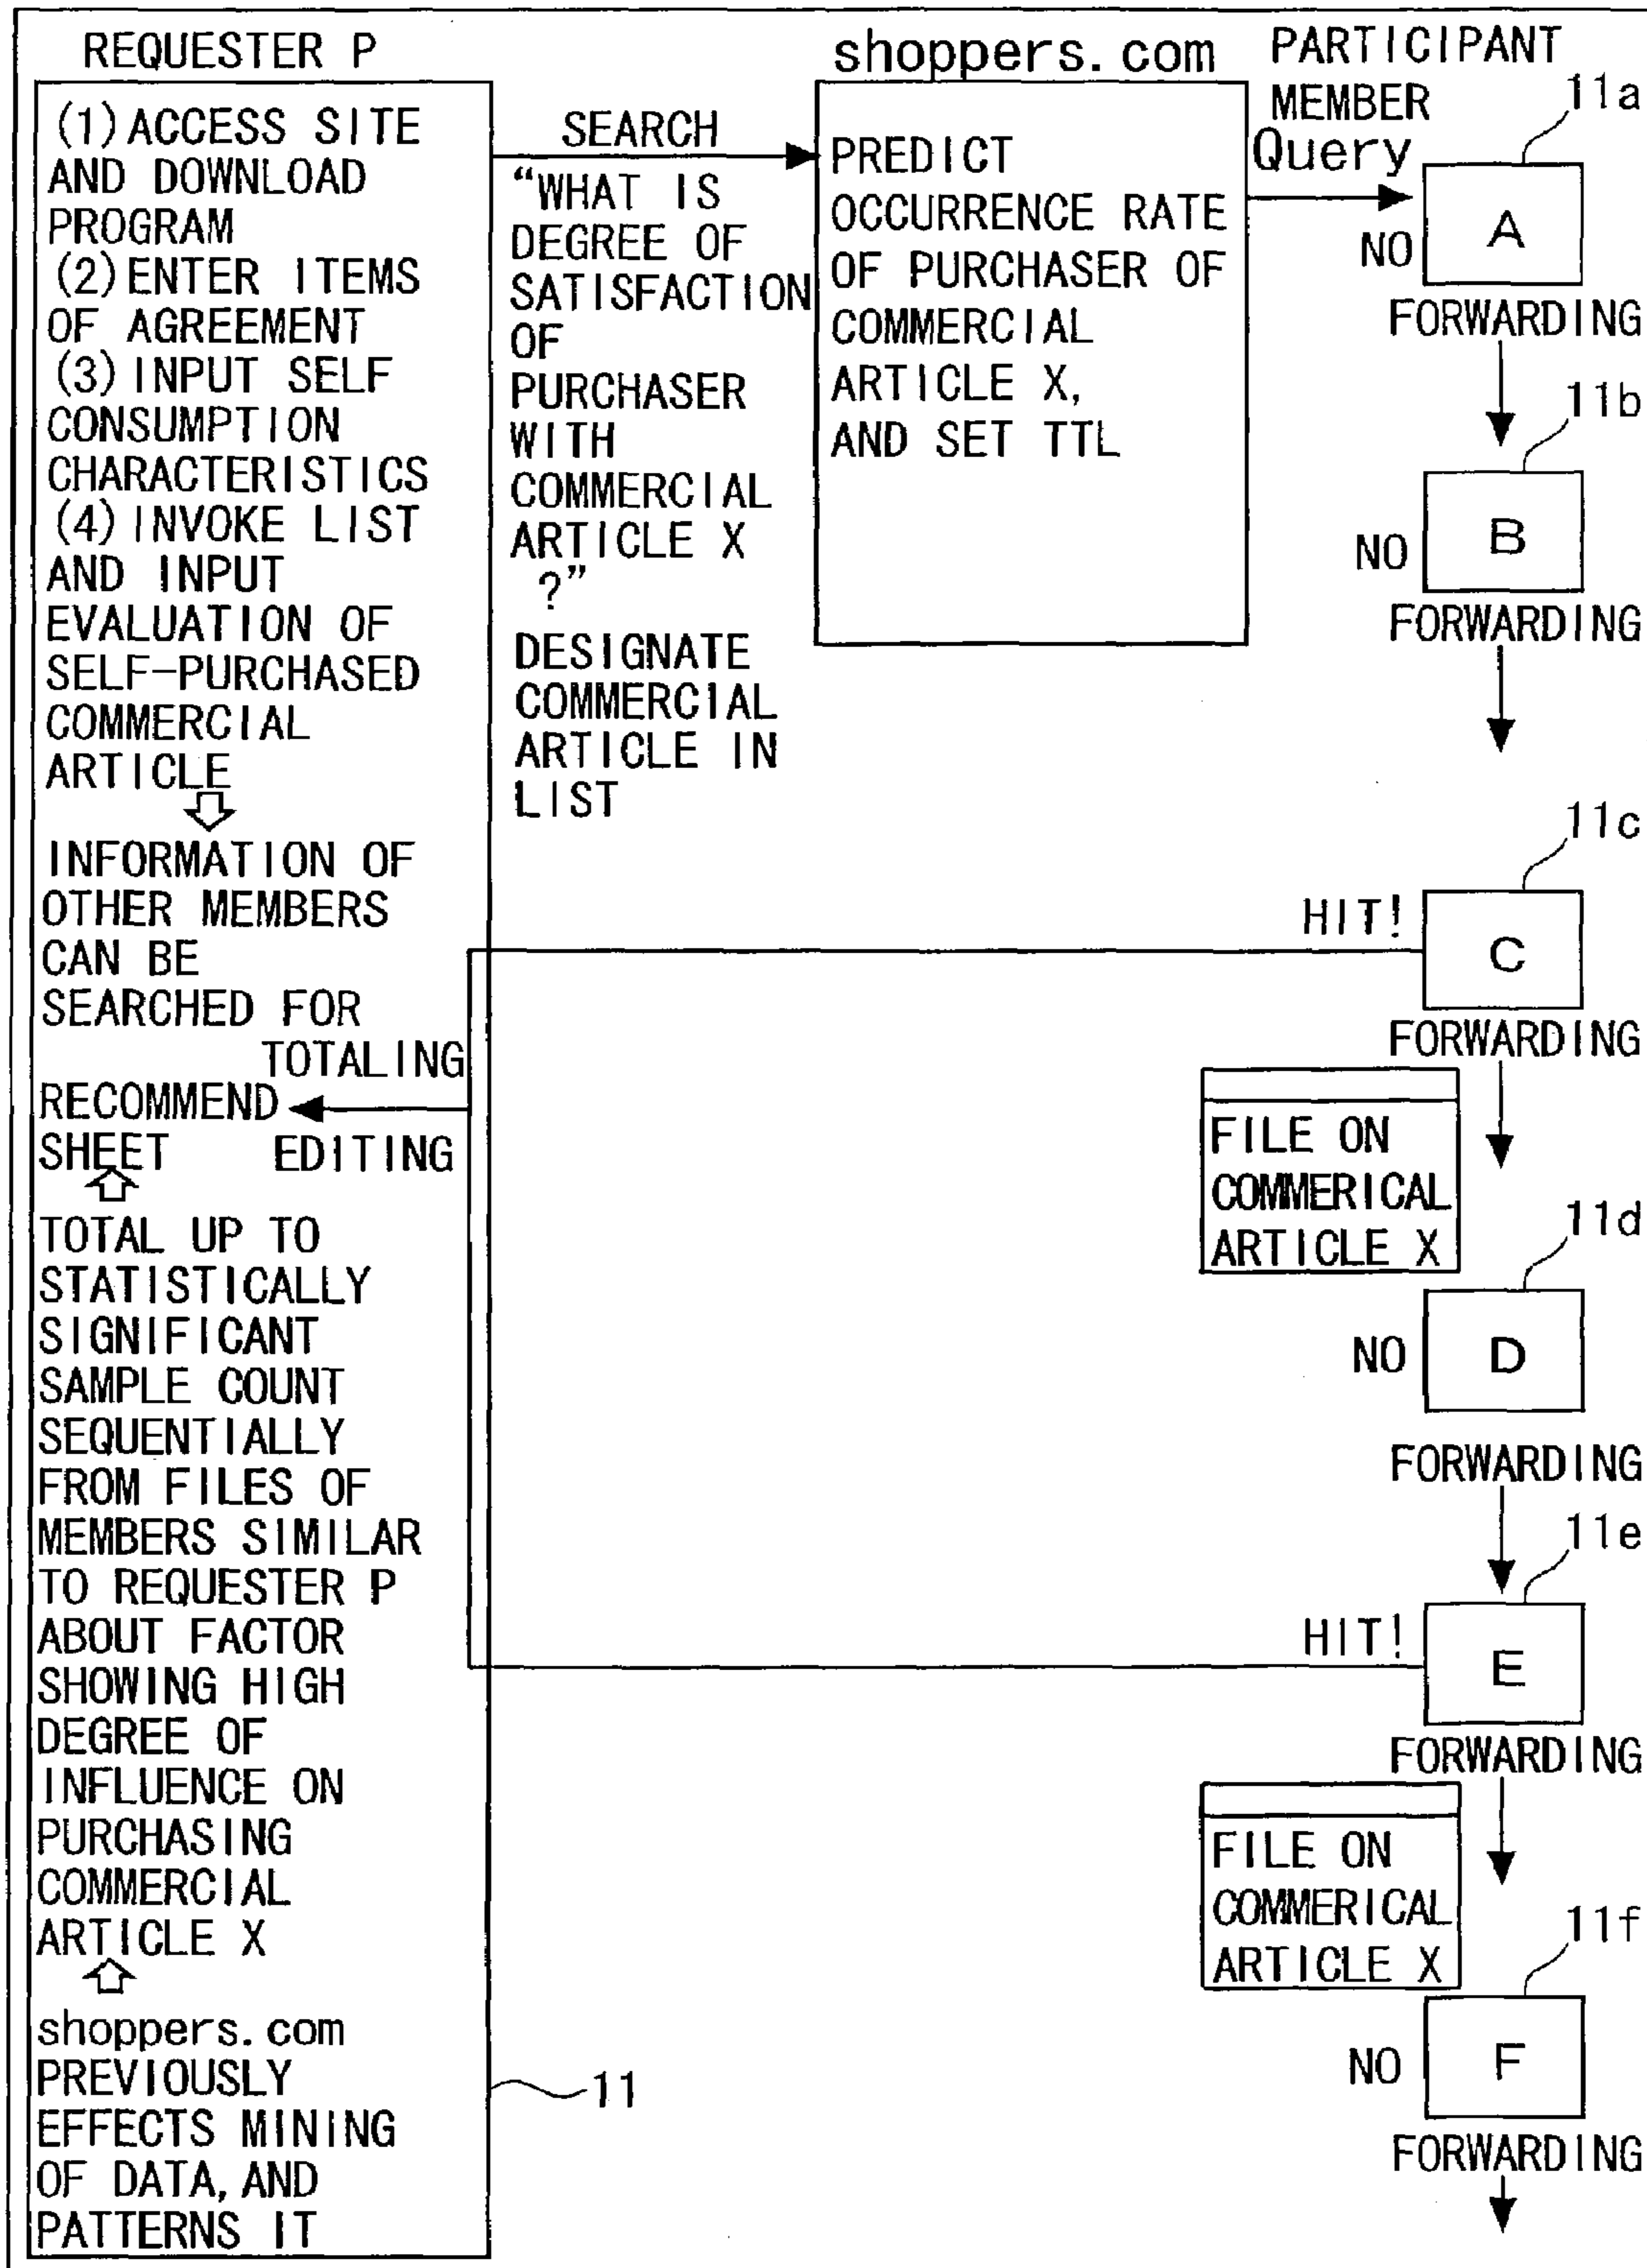 REQUESTER P
(1)ACCESS SITE
AND DOWNLOAD
PROGRAM
(2)ENTER ITEMS
OF AGREEMENT
(3)INPUT SELF
CONSUMPTION
CHARACTERISTICS
(4)INVOKE LIST
AND INPUT
EVALUATION OF
SELF-PURCHASED
COMMERCIAL
ARTICLE
INFORMATION OF
OTHER MEMBERS
CAN BE
SEARCHED FOR
TOTALING
RECOMMEND
SHEET EDITING
TOTAL UP TO
STATISTICALLY
SIGNIFICANT
SAMPLE COUNT
SEQUENTIALLY
FROM FILES OF
MEMBERS SIMILAR
TO REQUESTER P
ABOUT FACTOR
SHOWING HIGH
DEGREE OF
INFLUENCE ON
PURCHASING
COMMERCIAL
ARTICLE X
shoppers.com
PREVIOUSLY
EFFECTS MINING
OF DATA, AND
PATTERNS IT
11
SEARCH
“WHAT IS
DEGREE OF
SATISFACTION
OF
PURCHASER
WITH
COMMERCIAL
ARTICLE X
?”
DESIGNATE
COMMERCIAL
ARTICLE IN
LIST
shoppers.com
PREDICT
OCCURRENCE RATE
OF PURCHASER OF
COMMERCIAL
ARTICLE X,
AND SET TTL
PARTICIPANT
MEMBER
Query
11a
A
NO
FORWARDING
11b
B
NO
FORWARDING
11c
HIT!
C
FORWARDING
FILE ON
COMMERICAL
ARTICLE X
11d
NO
D
FORWARDING
11e
HIT!
E
FORWARDING
FILE ON
COMMERICAL
ARTICLE X
11f
NO
F
FORWARDING